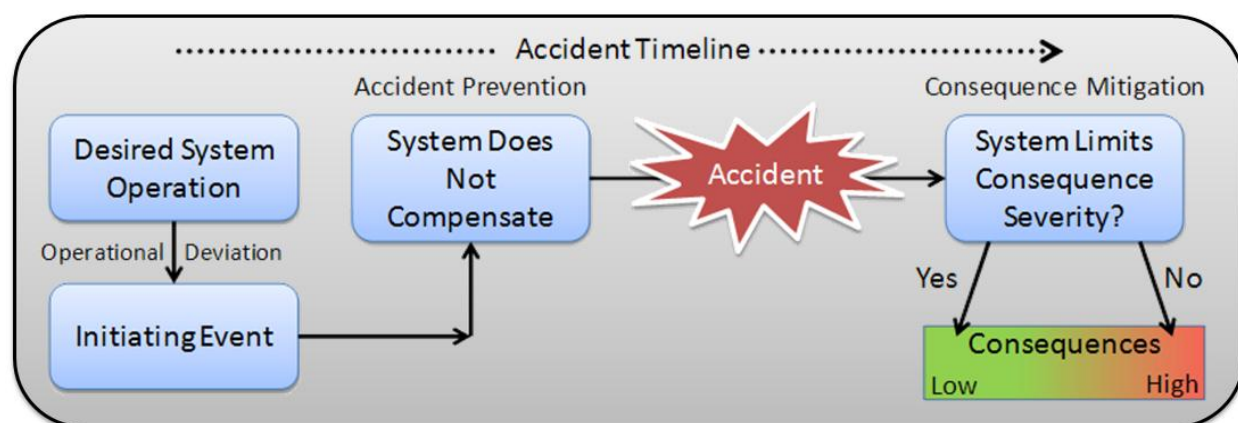 Accident Timeline
Accident Prevention
Consequence Mitigation
Desired System
Operation
System Does
Not
Compensate
Accident
System Limits
Consequence
Severity?
Operational Deviation
Initiating Event
Yes
No
Consequences
Low
High